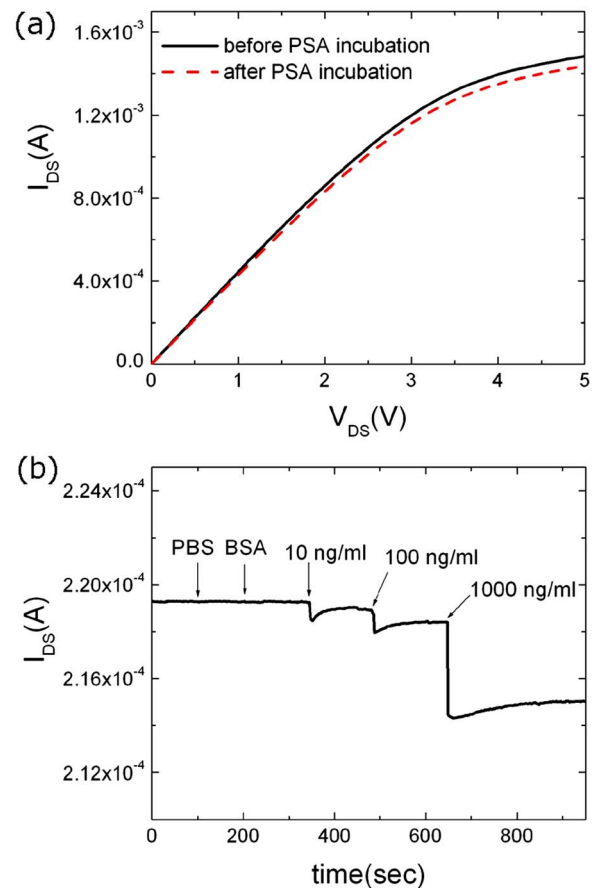 (a)
1.6x10⁻³
1.2x10⁻³
8.0x10⁻⁴
4.0x10⁻⁴
0.0
I_DS(A)
before PSA incubation
after PSA incubation
0 1 2 3 4 5
V_DS(V)
(b)
2.24x10⁻⁴
2.20x10⁻⁴
2.16x10⁻⁴
2.12x10⁻⁴
I_DS(A)
PBS BSA 10 ng/ml 100 ng/ml
1000 ng/ml
0 200 400 600 800
time(sec)